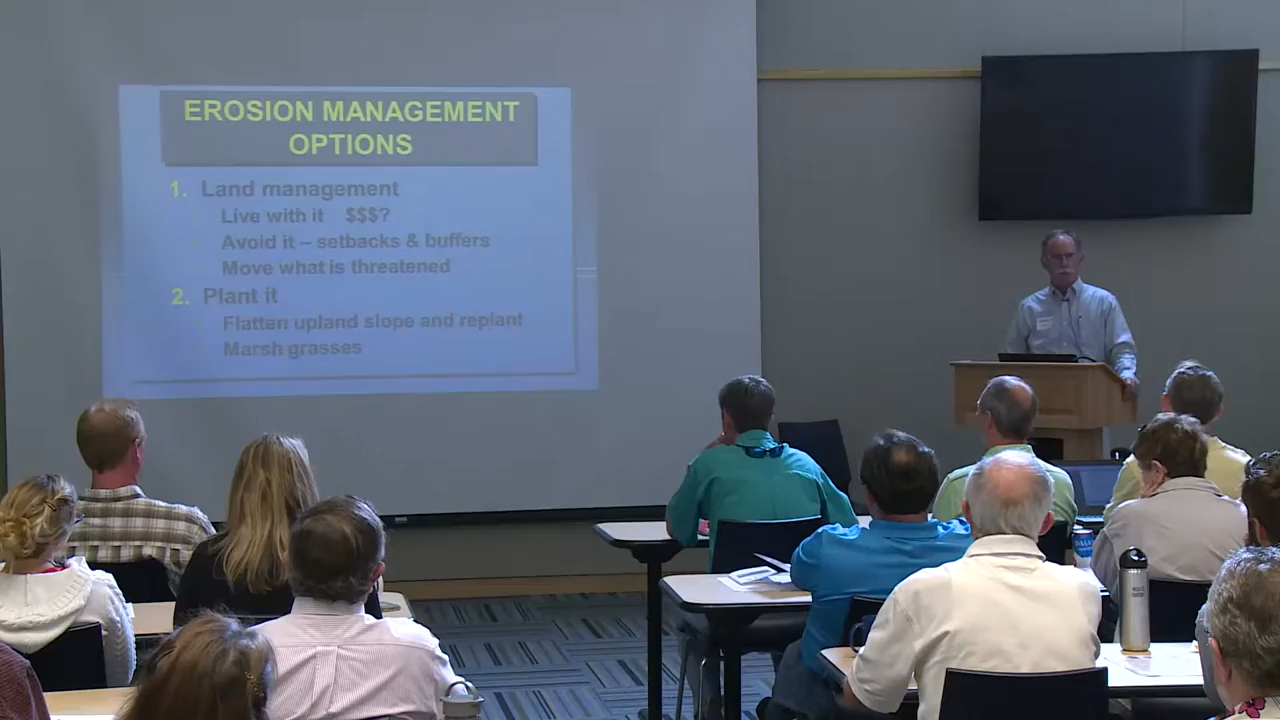 EROSION MANAGEMENT
OPTIONS
1. Land management
Live with it $$$?
Avoid it – setbacks & buffers
Move what is threatened
2. Plant it
Flatten upland slope and replant
Marsh grasses